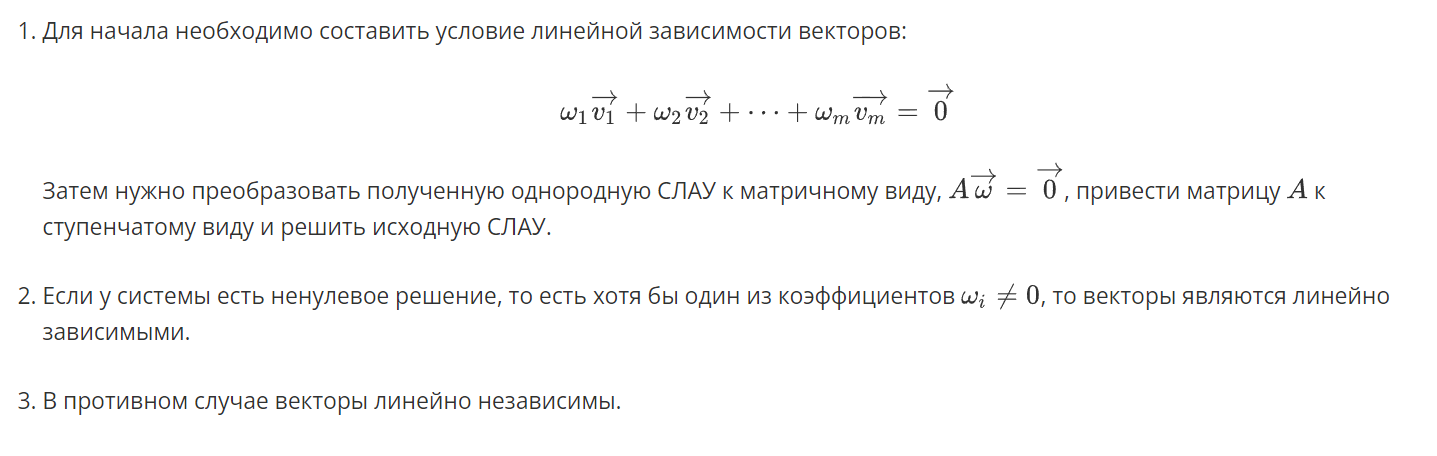 1. Для начала необходимо составить условие линейной зависимости векторов:
$\omega_1 \overrightarrow{v_1} + \omega_2 \overrightarrow{v_2} + \cdots + \omega_m \overrightarrow{v_m} = \overrightarrow{0}$
Затем нужно преобразовать полученную однородную СЛАУ к матричному виду, $A\overrightarrow{\omega} = \overrightarrow{0}$, привести матрицу $A$ к
ступенчатому виду и решить исходную СЛАУ.
2. Если у системы есть ненулевое решение, то есть хотя бы один из коэффициентов $\omega_i \neq 0$, то векторы являются линейно
зависимыми.
3. В противном случае векторы линейно независимы.